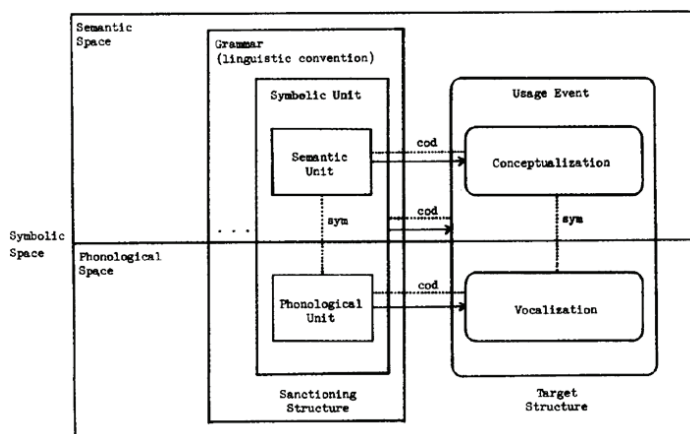 Semantic
Space
Grammar
(linguistic convention)
Symbolic Unit
Usage Event
Semantic
Unit
cod
Conceptualization
sym
sym
cod
. . .
Symbolic
Space
Phonological
Space
Phonological
Unit
cod
Vocalization
Sanctioning
Structure
Target
Structure